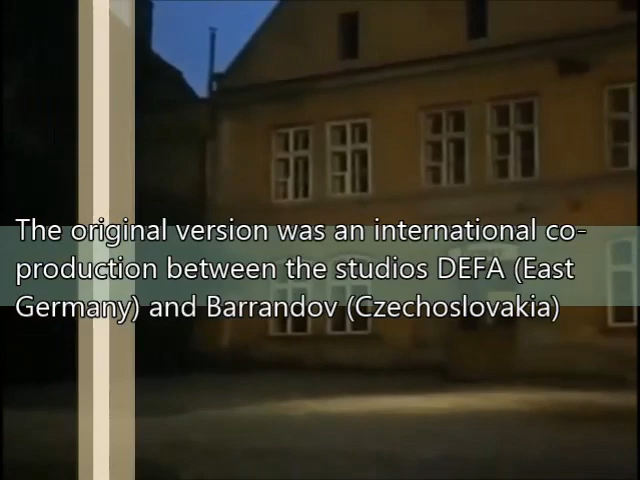 The original version was an international co-
production between the studios DEFA (East
Germany) and Barrandov (Czechoslovakia)